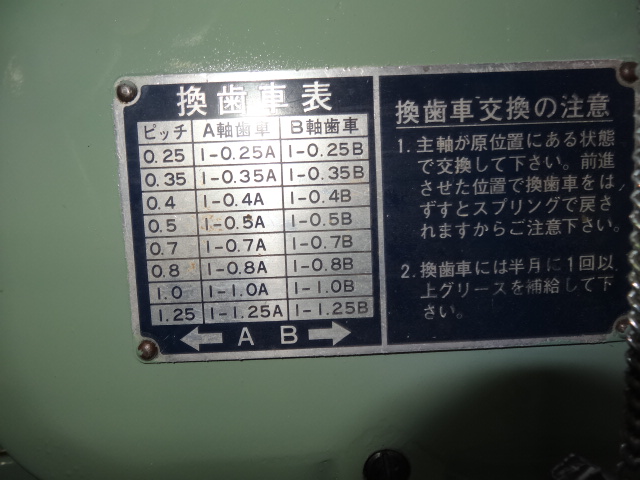 換歯車表
ピッチ A軸歯車 B軸歯車
0.25 1-0.25A 1-0.25B
0.35 1-0.35A 1-0.35B
0.4 1-0.4A 1-0.4B
0.5 1-0.5A 1-0.5B
0.7 1-0.7A 1-0.7B
0.8 1-0.8A 1-0.8B
1.0 1-1.0A 1-1.0B
1.25 1-1.25A 1-1.25B
← A B →
換歯車交換の注意
1. 主軸が原位置にある状態
で交換して下さい。前進
させた位置で換歯車をは
ずすとスプリングで戻さ
れますからご注意下さい。
2. 換歯車には半月に1回以
上グリースを補給して下
さい。